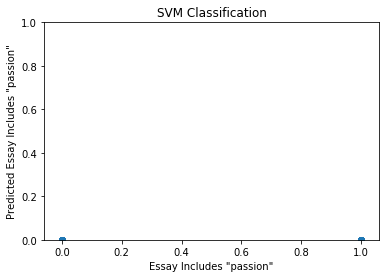 SVM Classification
1.0
0.8
0.6
0.4
0.2
0.0
Predicted Essay Includes "passion"
0.0 0.2 0.4 0.6 0.8 1.0
Essay Includes "passion"